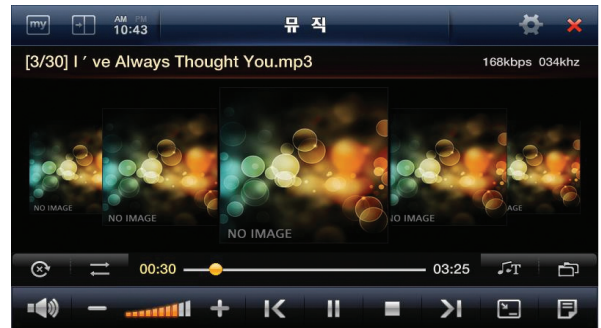 my
AM PM
10:43
뮤 직
[3/30] I ′ ve Always Thought You.mp3
168kbps 034khz
NO IMAGE
NO IMAGE
NO IMAGE
NO IMAGE
AGE
00:30
03:25
T